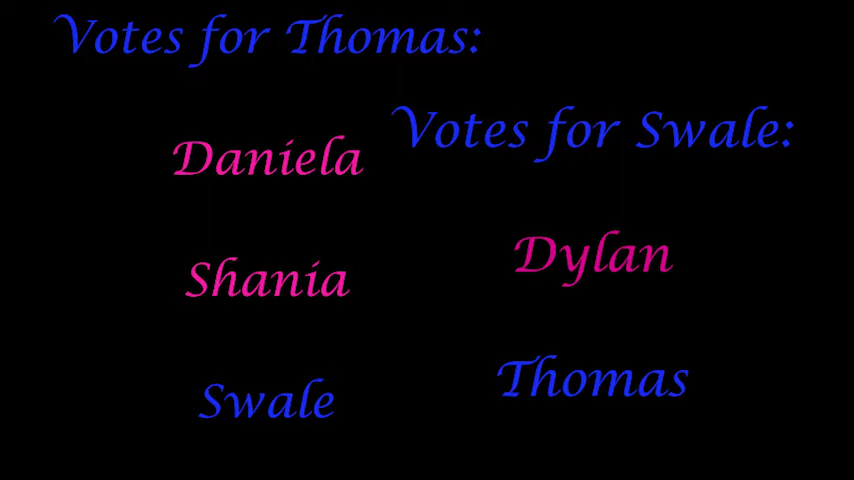 Votes for Thomas:
Daniela
Shania
Swale
Votes for Swale:
Dylan
Thomas